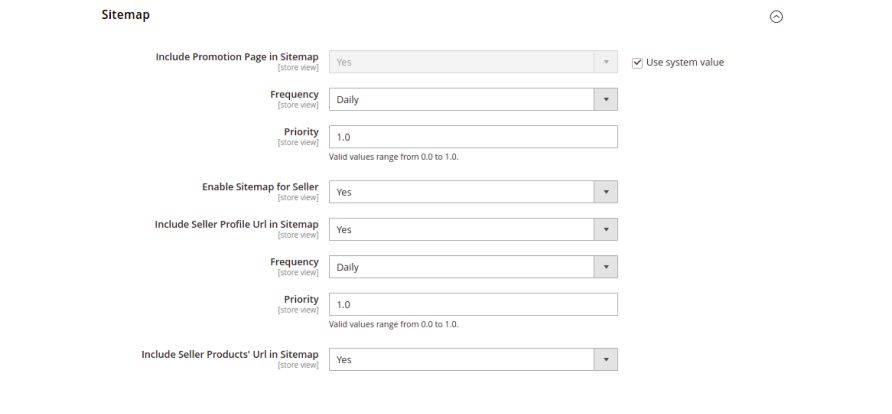 Sitemap
Include Promotion Page in Sitemap
[store view]
Yes
Use system value
Frequency
[store view]
Daily
Priority
[store view]
1.0
Valid values range from 0.0 to 1.0.
Enable Sitemap for Seller
[store view]
Yes
Include Seller Profile Url in Sitemap
[store view]
Yes
Frequency
[store view]
Daily
Priority
[store view]
1.0
Valid values range from 0.0 to 1.0.
Include Seller Products' Url in Sitemap
[store view]
Yes